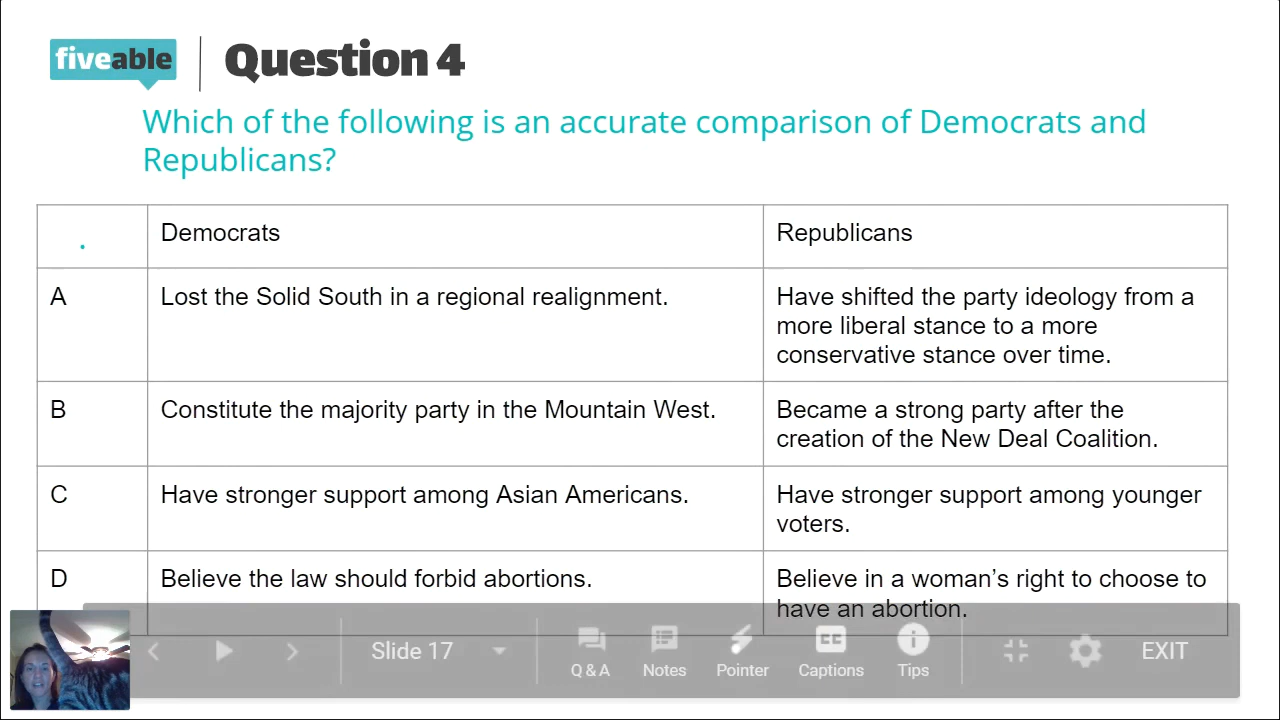 fiveable
Question 4
Which of the following is an accurate comparison of Democrats and
Republicans?
Democrats
Republicans
A
Lost the Solid South in a regional realignment.
Have shifted the party ideology from a
more liberal stance to a more
conservative stance over time.
B
Constitute the majority party in the Mountain West.
Became a strong party after the
creation of the New Deal Coalition.
C
Have stronger support among Asian Americans.
Have stronger support among younger
voters.
D
Believe the law should forbid abortions.
Believe in a woman's right to choose to
have an abortion.
Slide 17
Q & A
Notes
Pointer
CC
Captions
Tips
EXIT